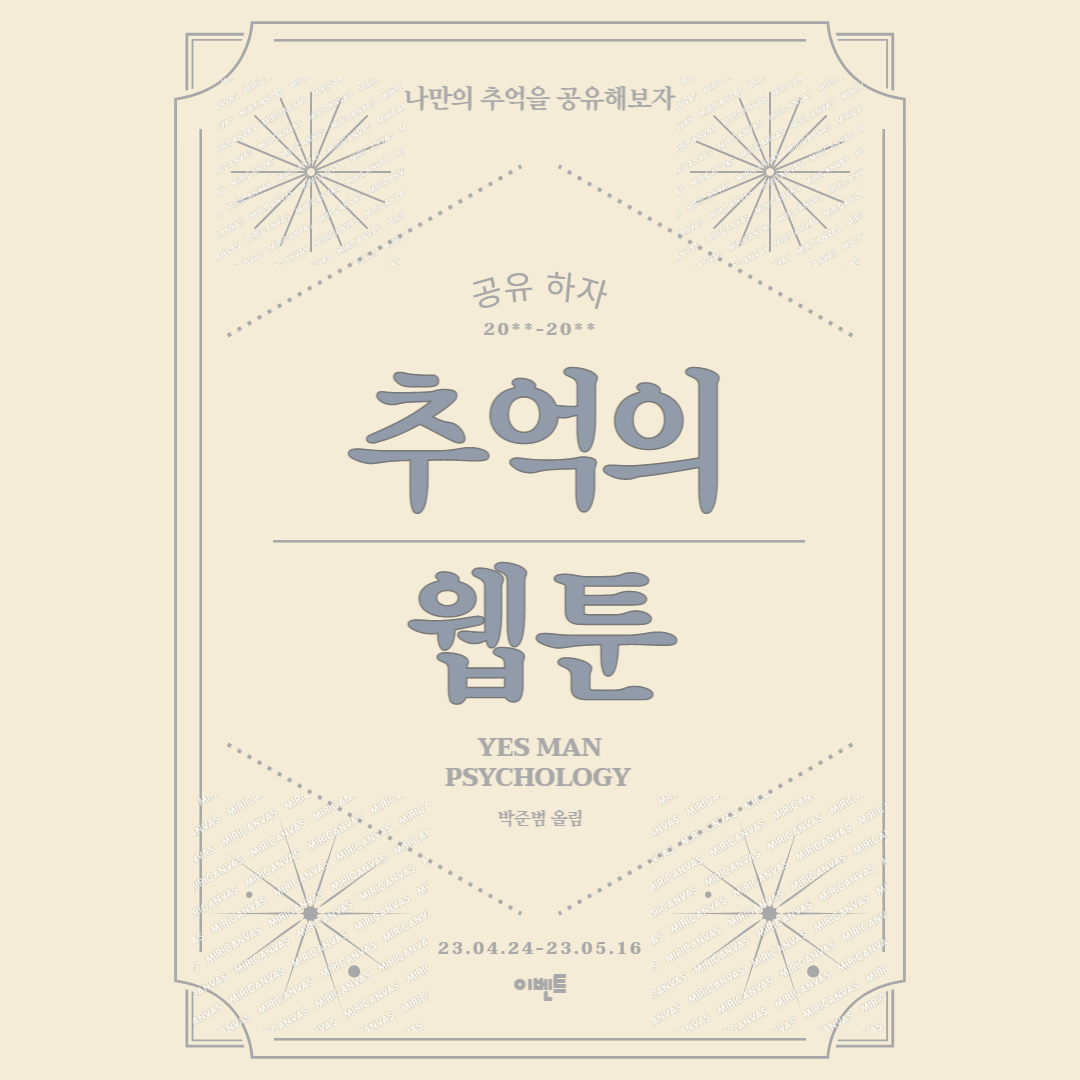 나만의 추억을 공유해보자
공유 하자
20**-20**
추억의
웹툰
YES MAN
PSYCHOLOGY
박준범 올림
23.04.24-23.05.16
이벤트
MIRICANVAS